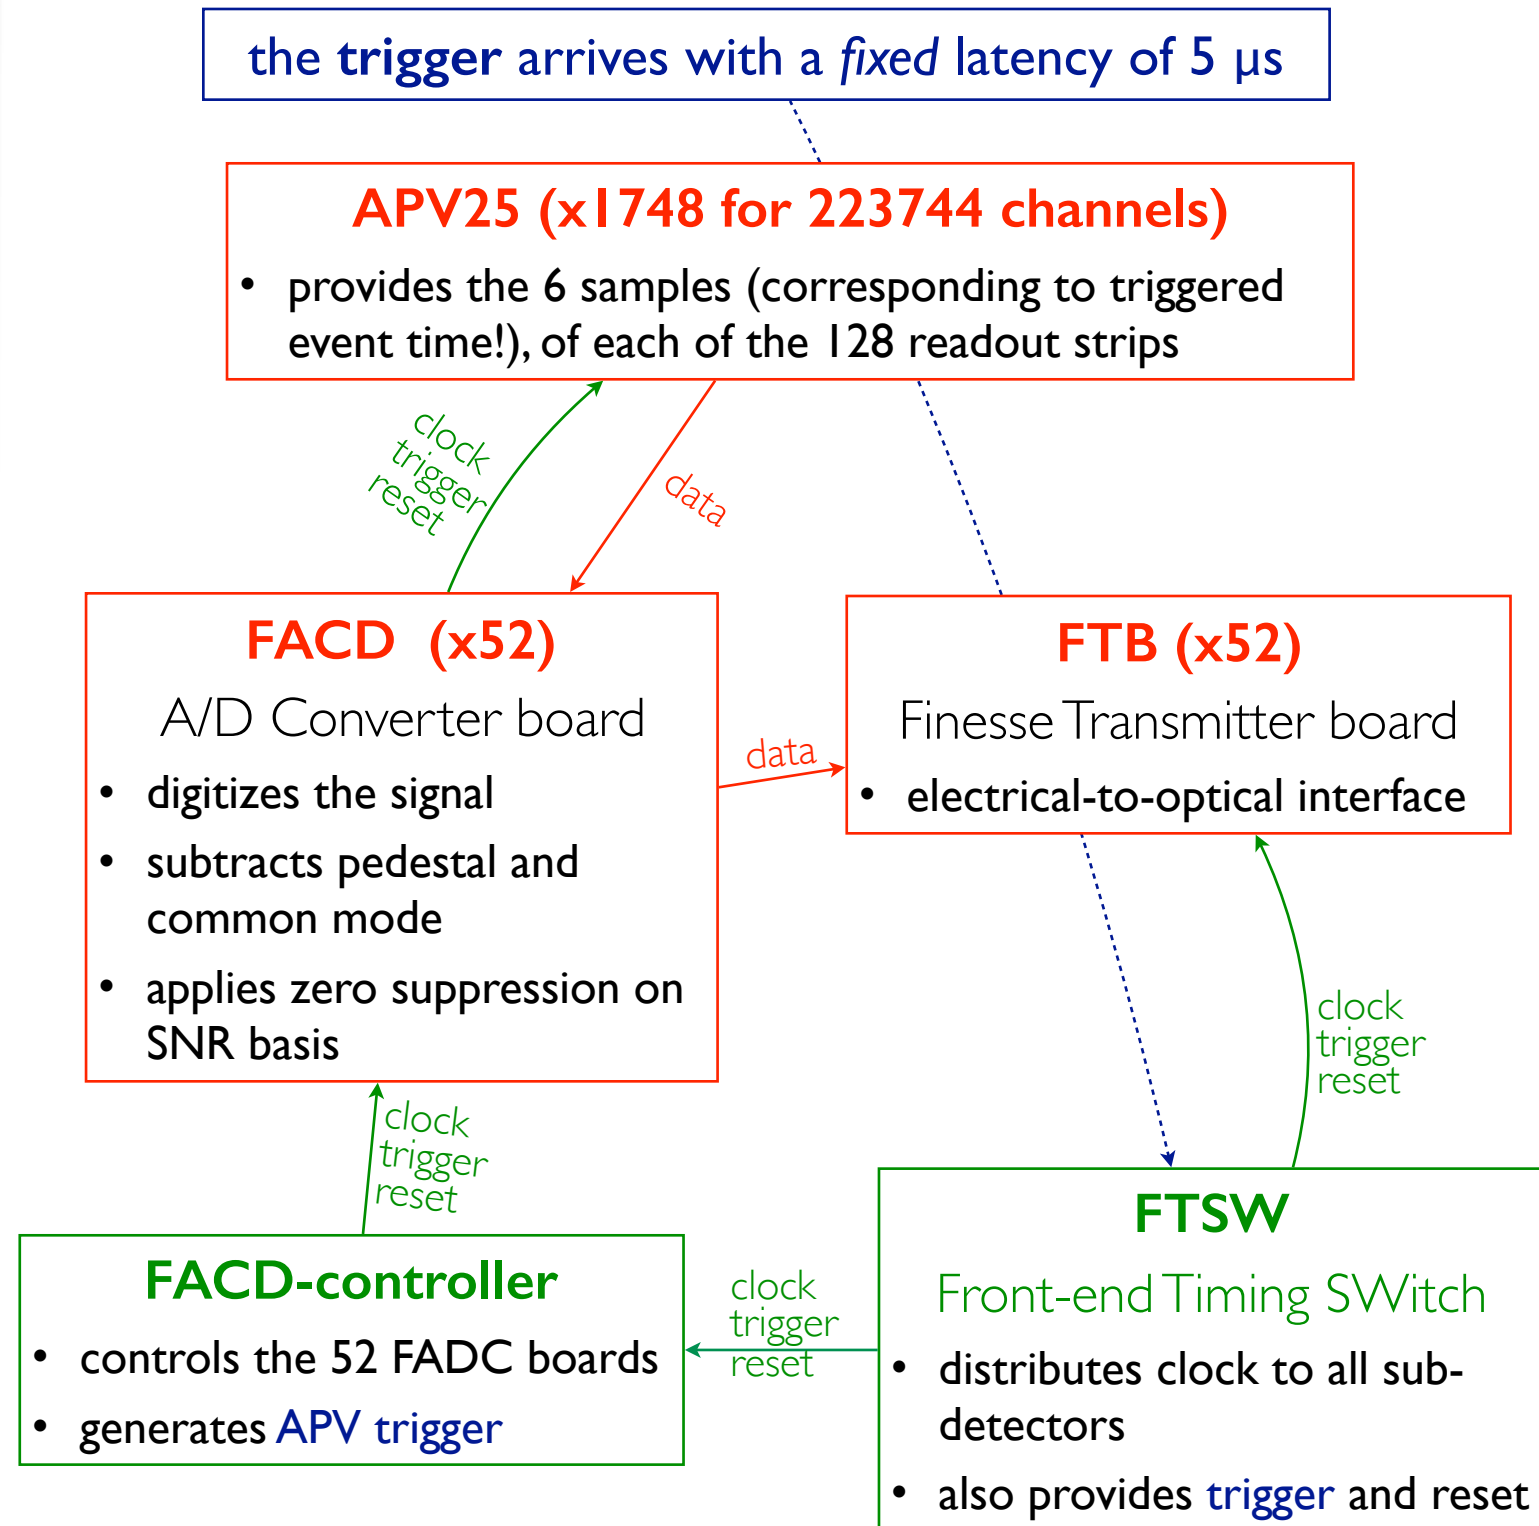 the trigger arrives with a fixed latency of 5 μs
APV25 (x1748 for 223744 channels)
• provides the 6 samples (corresponding to triggered
event time!), of each of the 128 readout strips
clock
trigger
reset
data
FACD (x52)
A/D Converter board
• digitizes the signal
• subtracts pedestal and
common mode
• applies zero suppression on
SNR basis
data
FTB (x52)
Finesse Transmitter board
• electrical-to-optical interface
clock
trigger
reset
clock
trigger
reset
FACD-controller
• controls the 52 FADC boards
• generates APV trigger
clock
trigger
reset
FTSW
Front-end Timing SWitch
• distributes clock to all sub-
detectors
• also provides trigger and reset